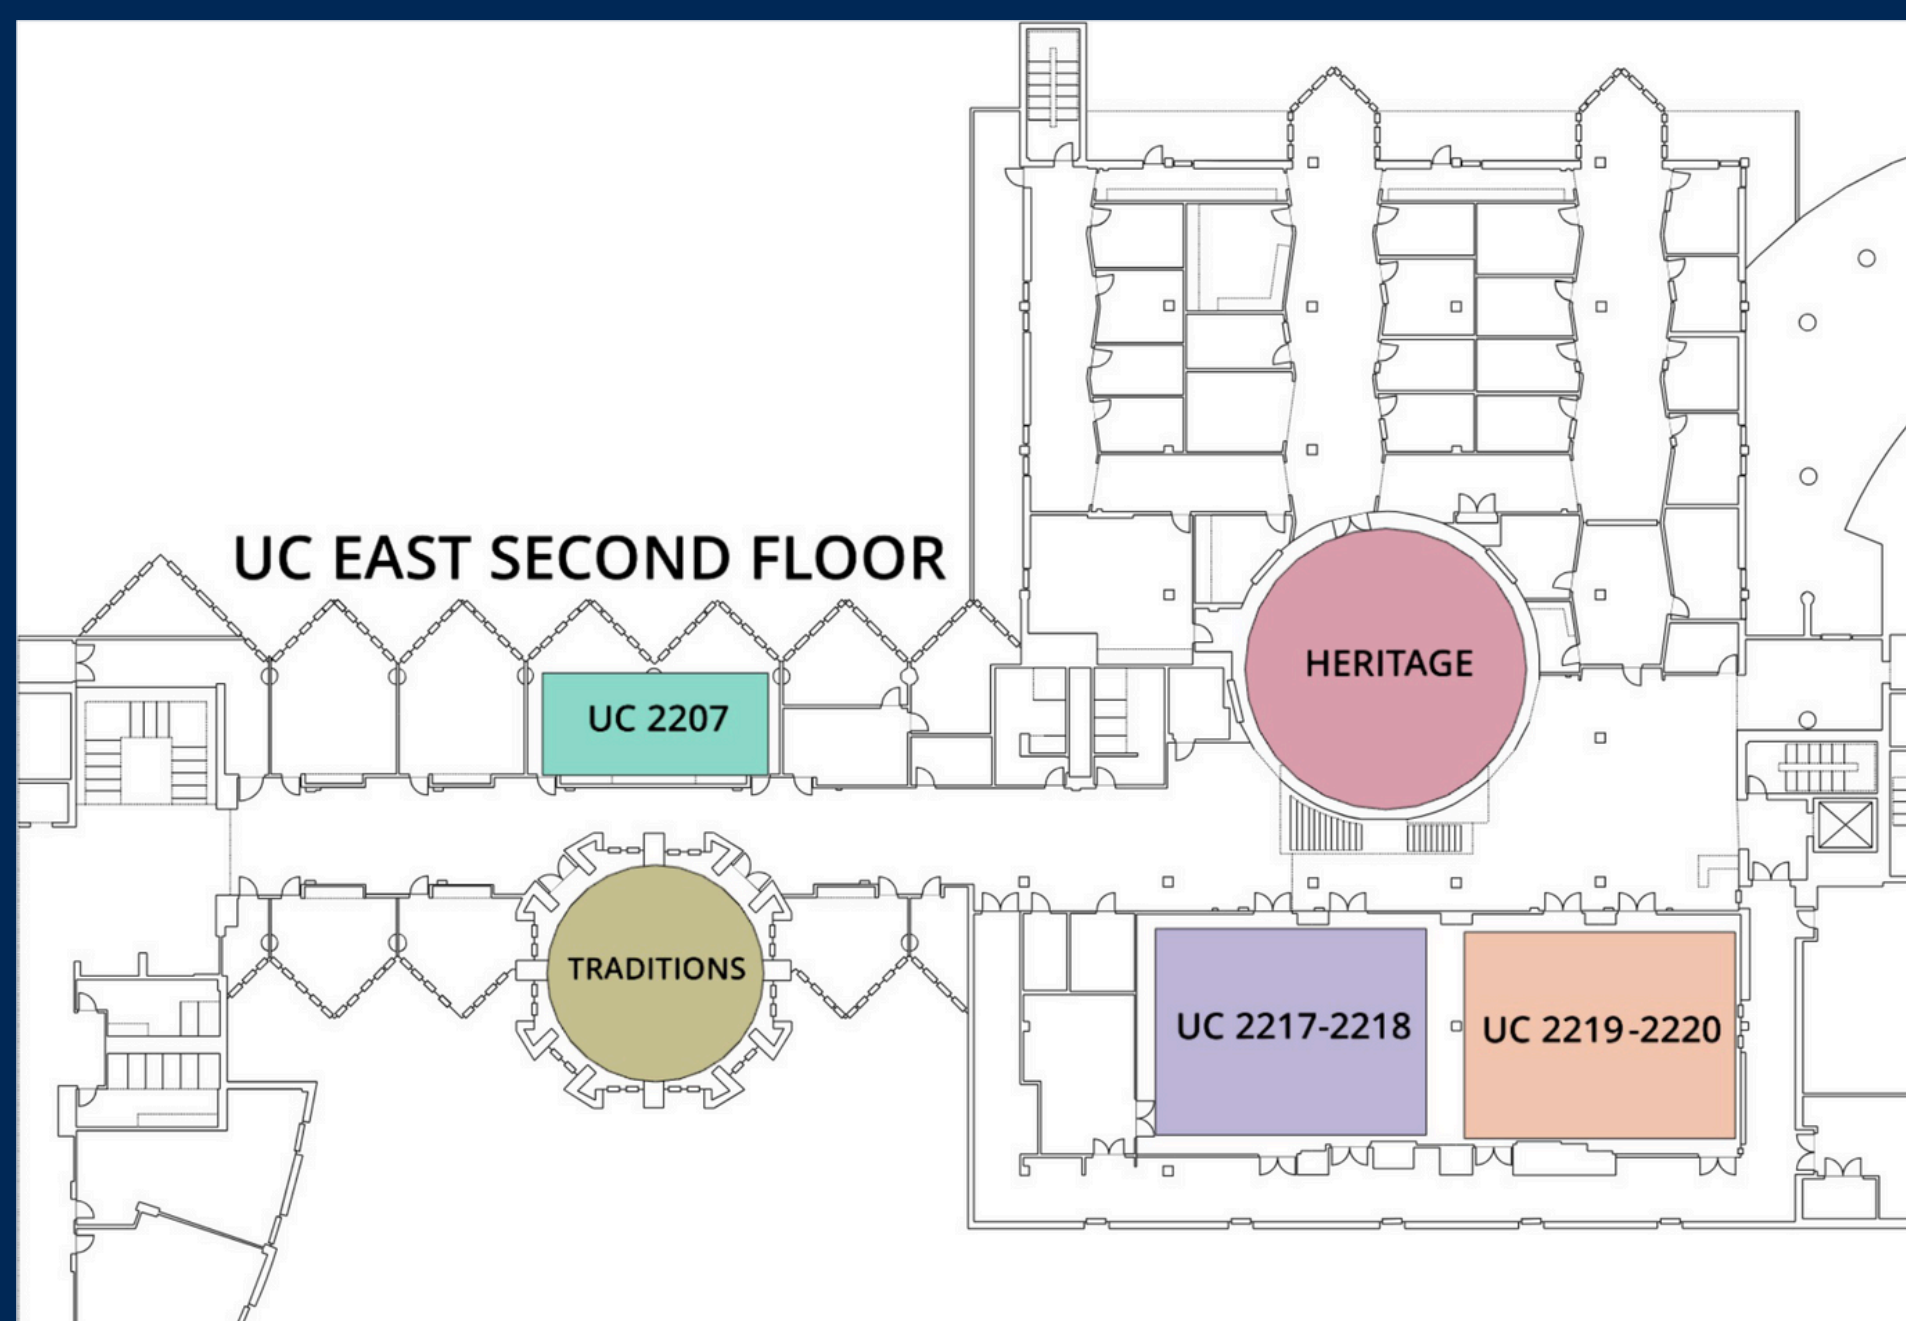 UC EAST SECOND FLOOR
HERITAGE
UC 2207
TRADITIONS
UC 2217-2218
UC 2219-2220